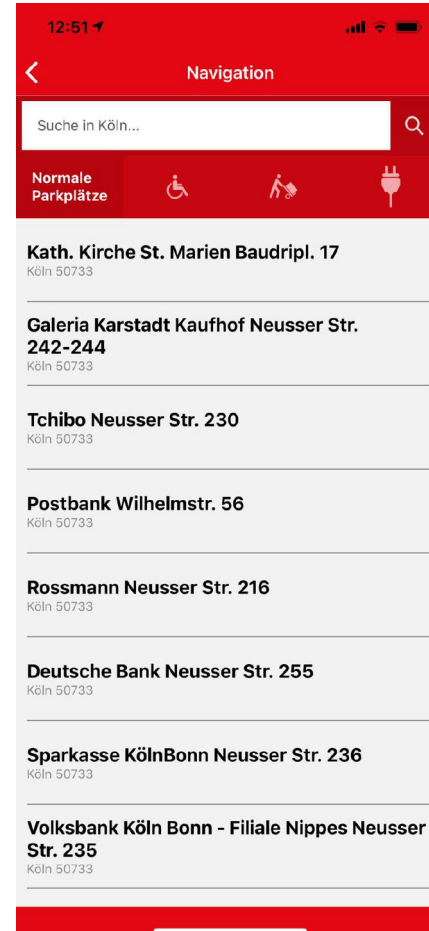 12:51
Navigation
Suche in Köln...
Normale
Parkplätze
Kath. Kirche St. Marien Baudripl. 17
Köln 50733
Galeria Karstadt Kaufhof Neusser Str.
242-244
Köln 50733
Tchibo Neusser Str. 230
Köln 50733
Postbank Wilhelmstr. 56
Köln 50733
Rossmann Neusser Str. 216
Köln 50733
Deutsche Bank Neusser Str. 255
Köln 50733
Sparkasse KölnBonn Neusser Str. 236
Köln 50733
Volksbank Köln Bonn - Filiale Nippes Neusser
Str. 235
Köln 50733